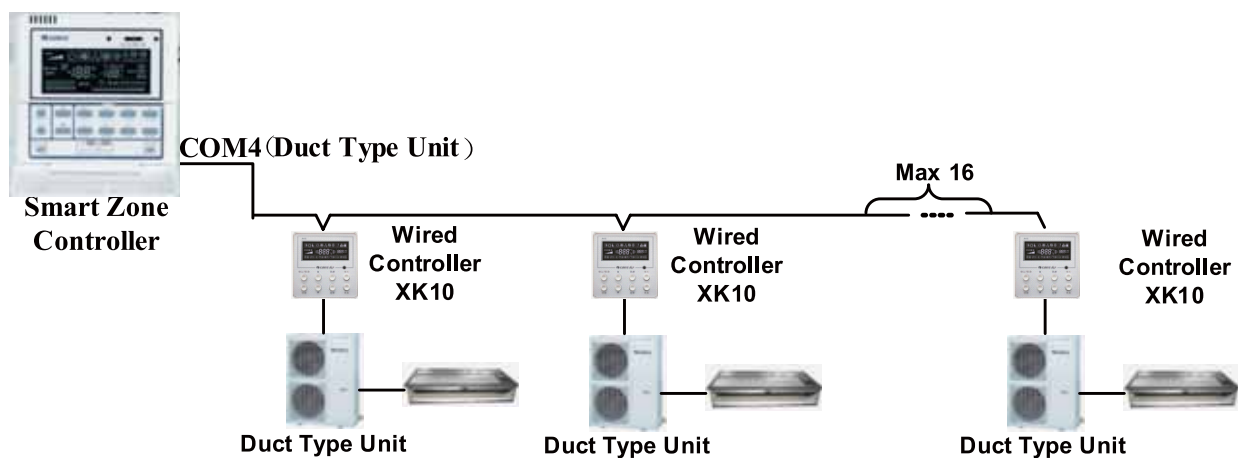 COM4(Duct Type Unit)
Smart Zone
Controller
Max 16
Wired
Controller
XK10
Wired
Controller
XK10
Wired
Controller
XK10
Duct Type Unit
Duct Type Unit
Duct Type Unit